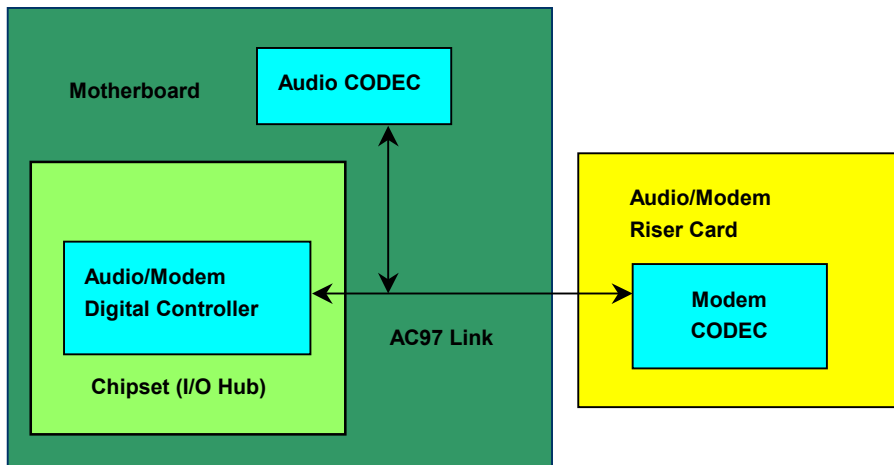 Motherboard
Audio CODEC
Audio/Modem
Digital Controller
Chipset (I/O Hub)
AC97 Link
Audio/Modem
Riser Card
Modem
CODEC